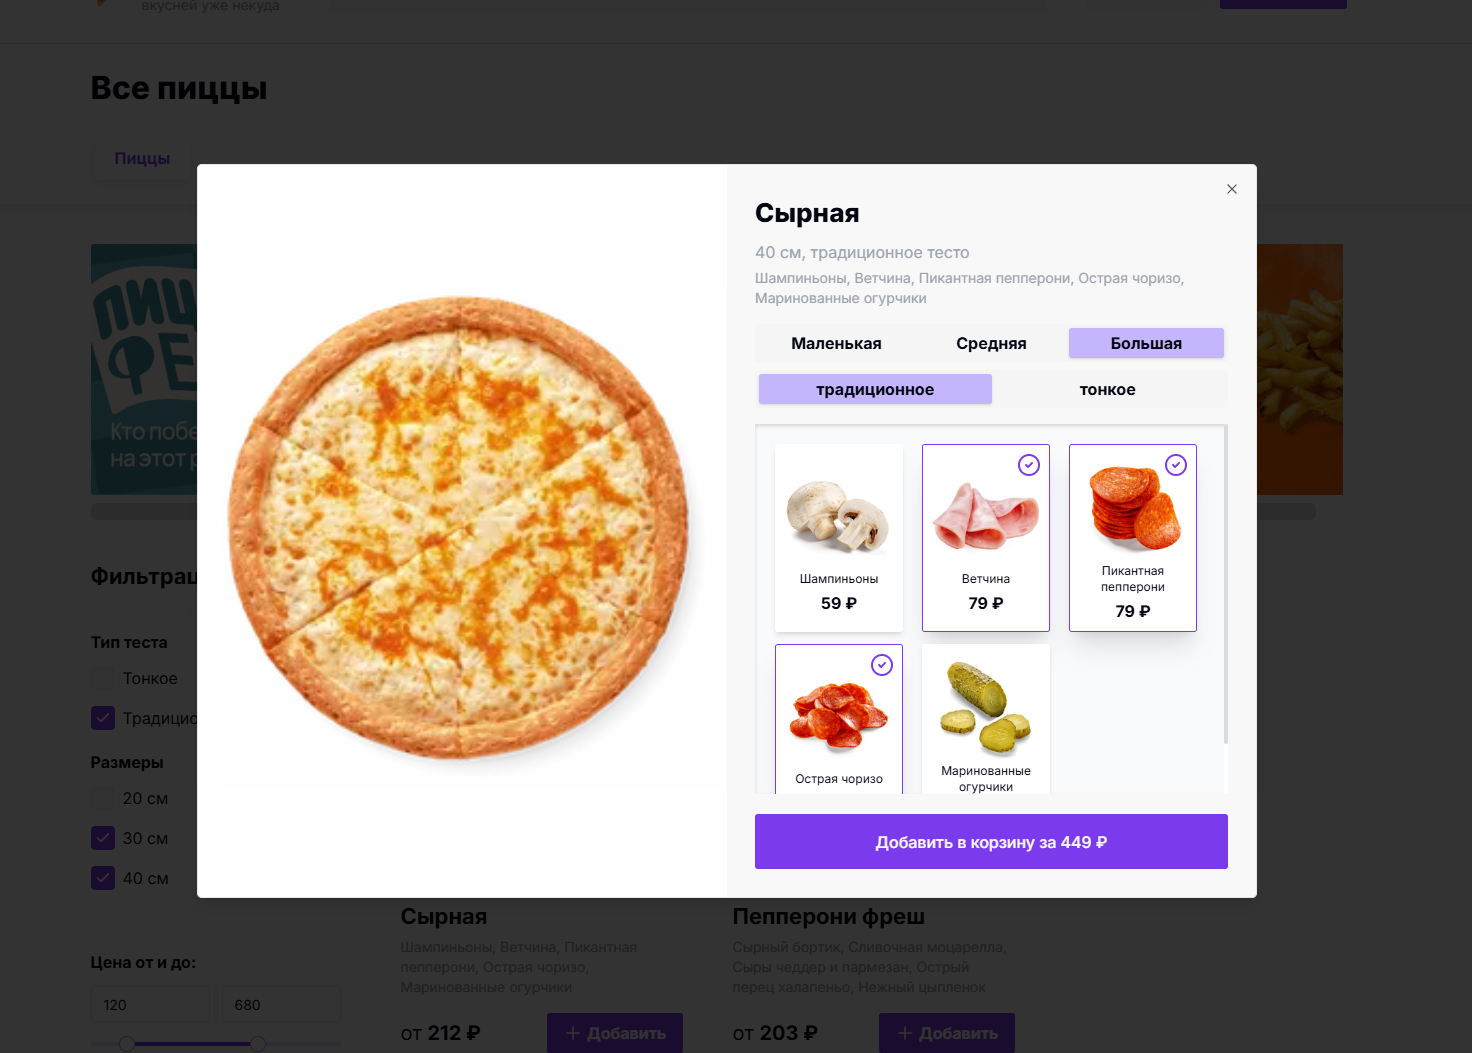 вкусней уже некуда
Все пиццы
Пиццы
Кто
на этот
Фильтрац
Тип теста
Тонкое
Традицио
Размеры
20 см
30 см
40 см
Цена от и до:
120
680
Сырная
40 см, традиционное тесто
Шампиньоны, Ветчина, Пикантная пепперони, Острая чоризо,
Маринованные огурчики
Маленькая
Средняя
Большая
традиционное
тонкое
Шампиньоны
59 ₽
Ветчина
79 ₽
Пикантная
пепперони
79 ₽
Острая чоризо
Маринованные
огурчики
Добавить в корзину за 449 ₽
Сырная
Шампиньоны, Ветчина, Пикантная
пепперони, Острая чоризо,
Маринованные огурчики
от 212 ₽
Добавить
Пепперони фреш
Сырный бортик, Сливочная моцарелла,
Сыры чеддер и пармезан, Острый
перец халапеньо, Нежный цыпленок
от 203 ₽
Добавить